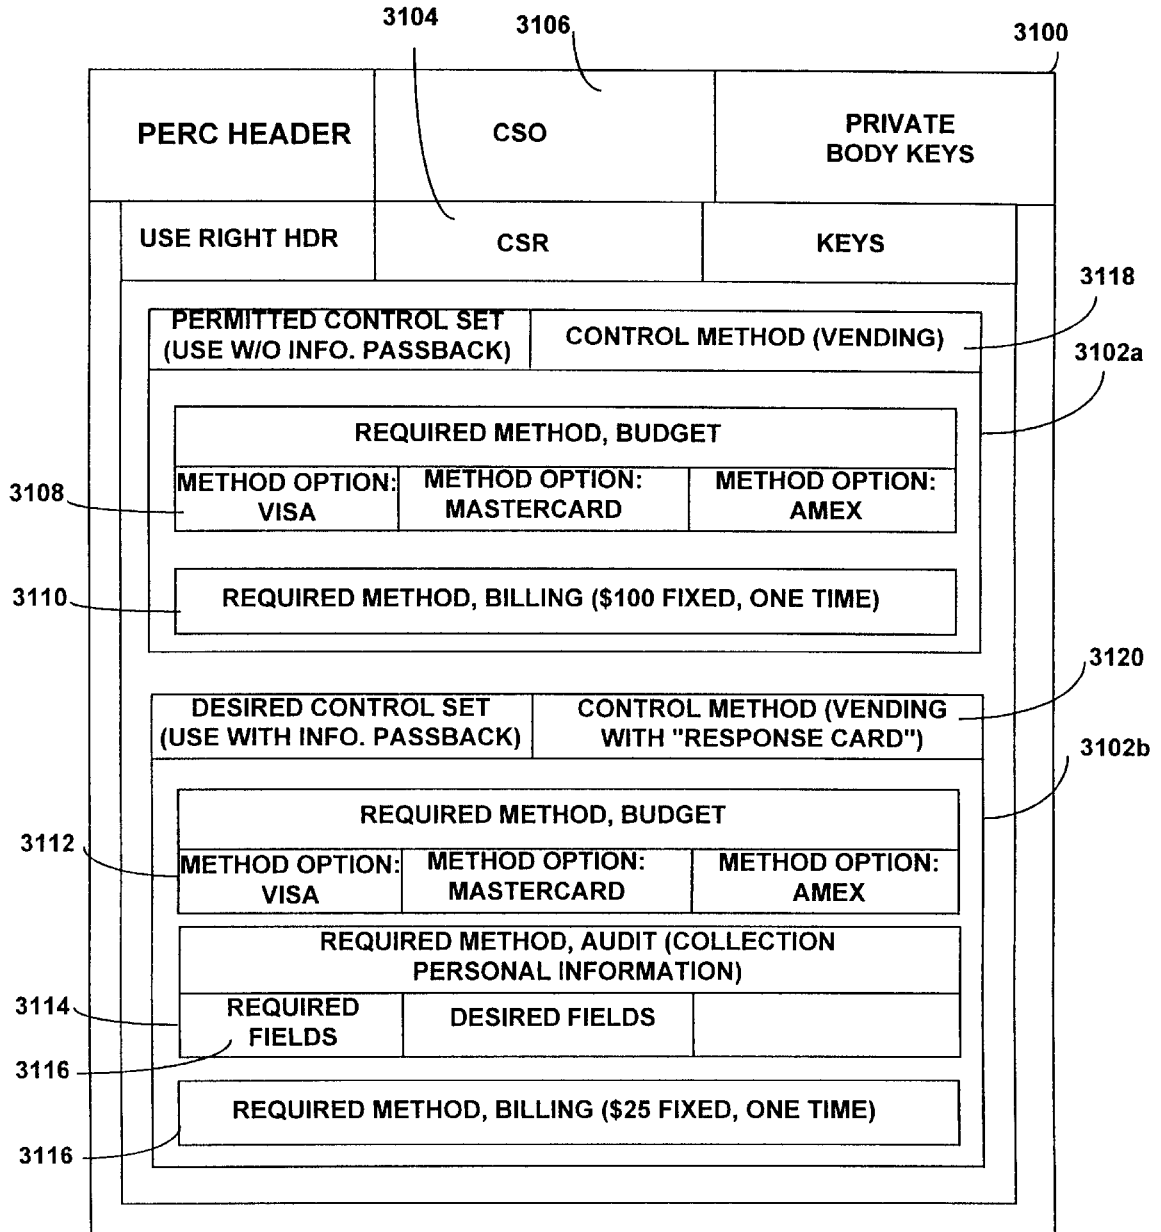 3104
3106
3100
PERC HEADER
CSO
PRIVATE
BODY KEYS
USE RIGHT HDR
CSR
KEYS
3118
PERMITTED CONTROL SET
(USE W/O INFO. PASSBACK)
CONTROL METHOD (VENDING)
3102a
REQUIRED METHOD, BUDGET
3108
METHOD OPTION:
VISA
METHOD OPTION:
MASTERCARD
METHOD OPTION:
AMEX
3110
REQUIRED METHOD, BILLING ($100 FIXED, ONE TIME)
3120
DESIRED CONTROL SET
(USE WITH INFO. PASSBACK)
CONTROL METHOD (VENDING
WITH "RESPONSE CARD")
3102b
REQUIRED METHOD, BUDGET
3112
METHOD OPTION:
VISA
METHOD OPTION:
MASTERCARD
METHOD OPTION:
AMEX
REQUIRED METHOD, AUDIT (COLLECTION
PERSONAL INFORMATION)
3114
REQUIRED
FIELDS
DESIRED FIELDS
3116
REQUIRED METHOD, BILLING ($25 FIXED, ONE TIME)
3116